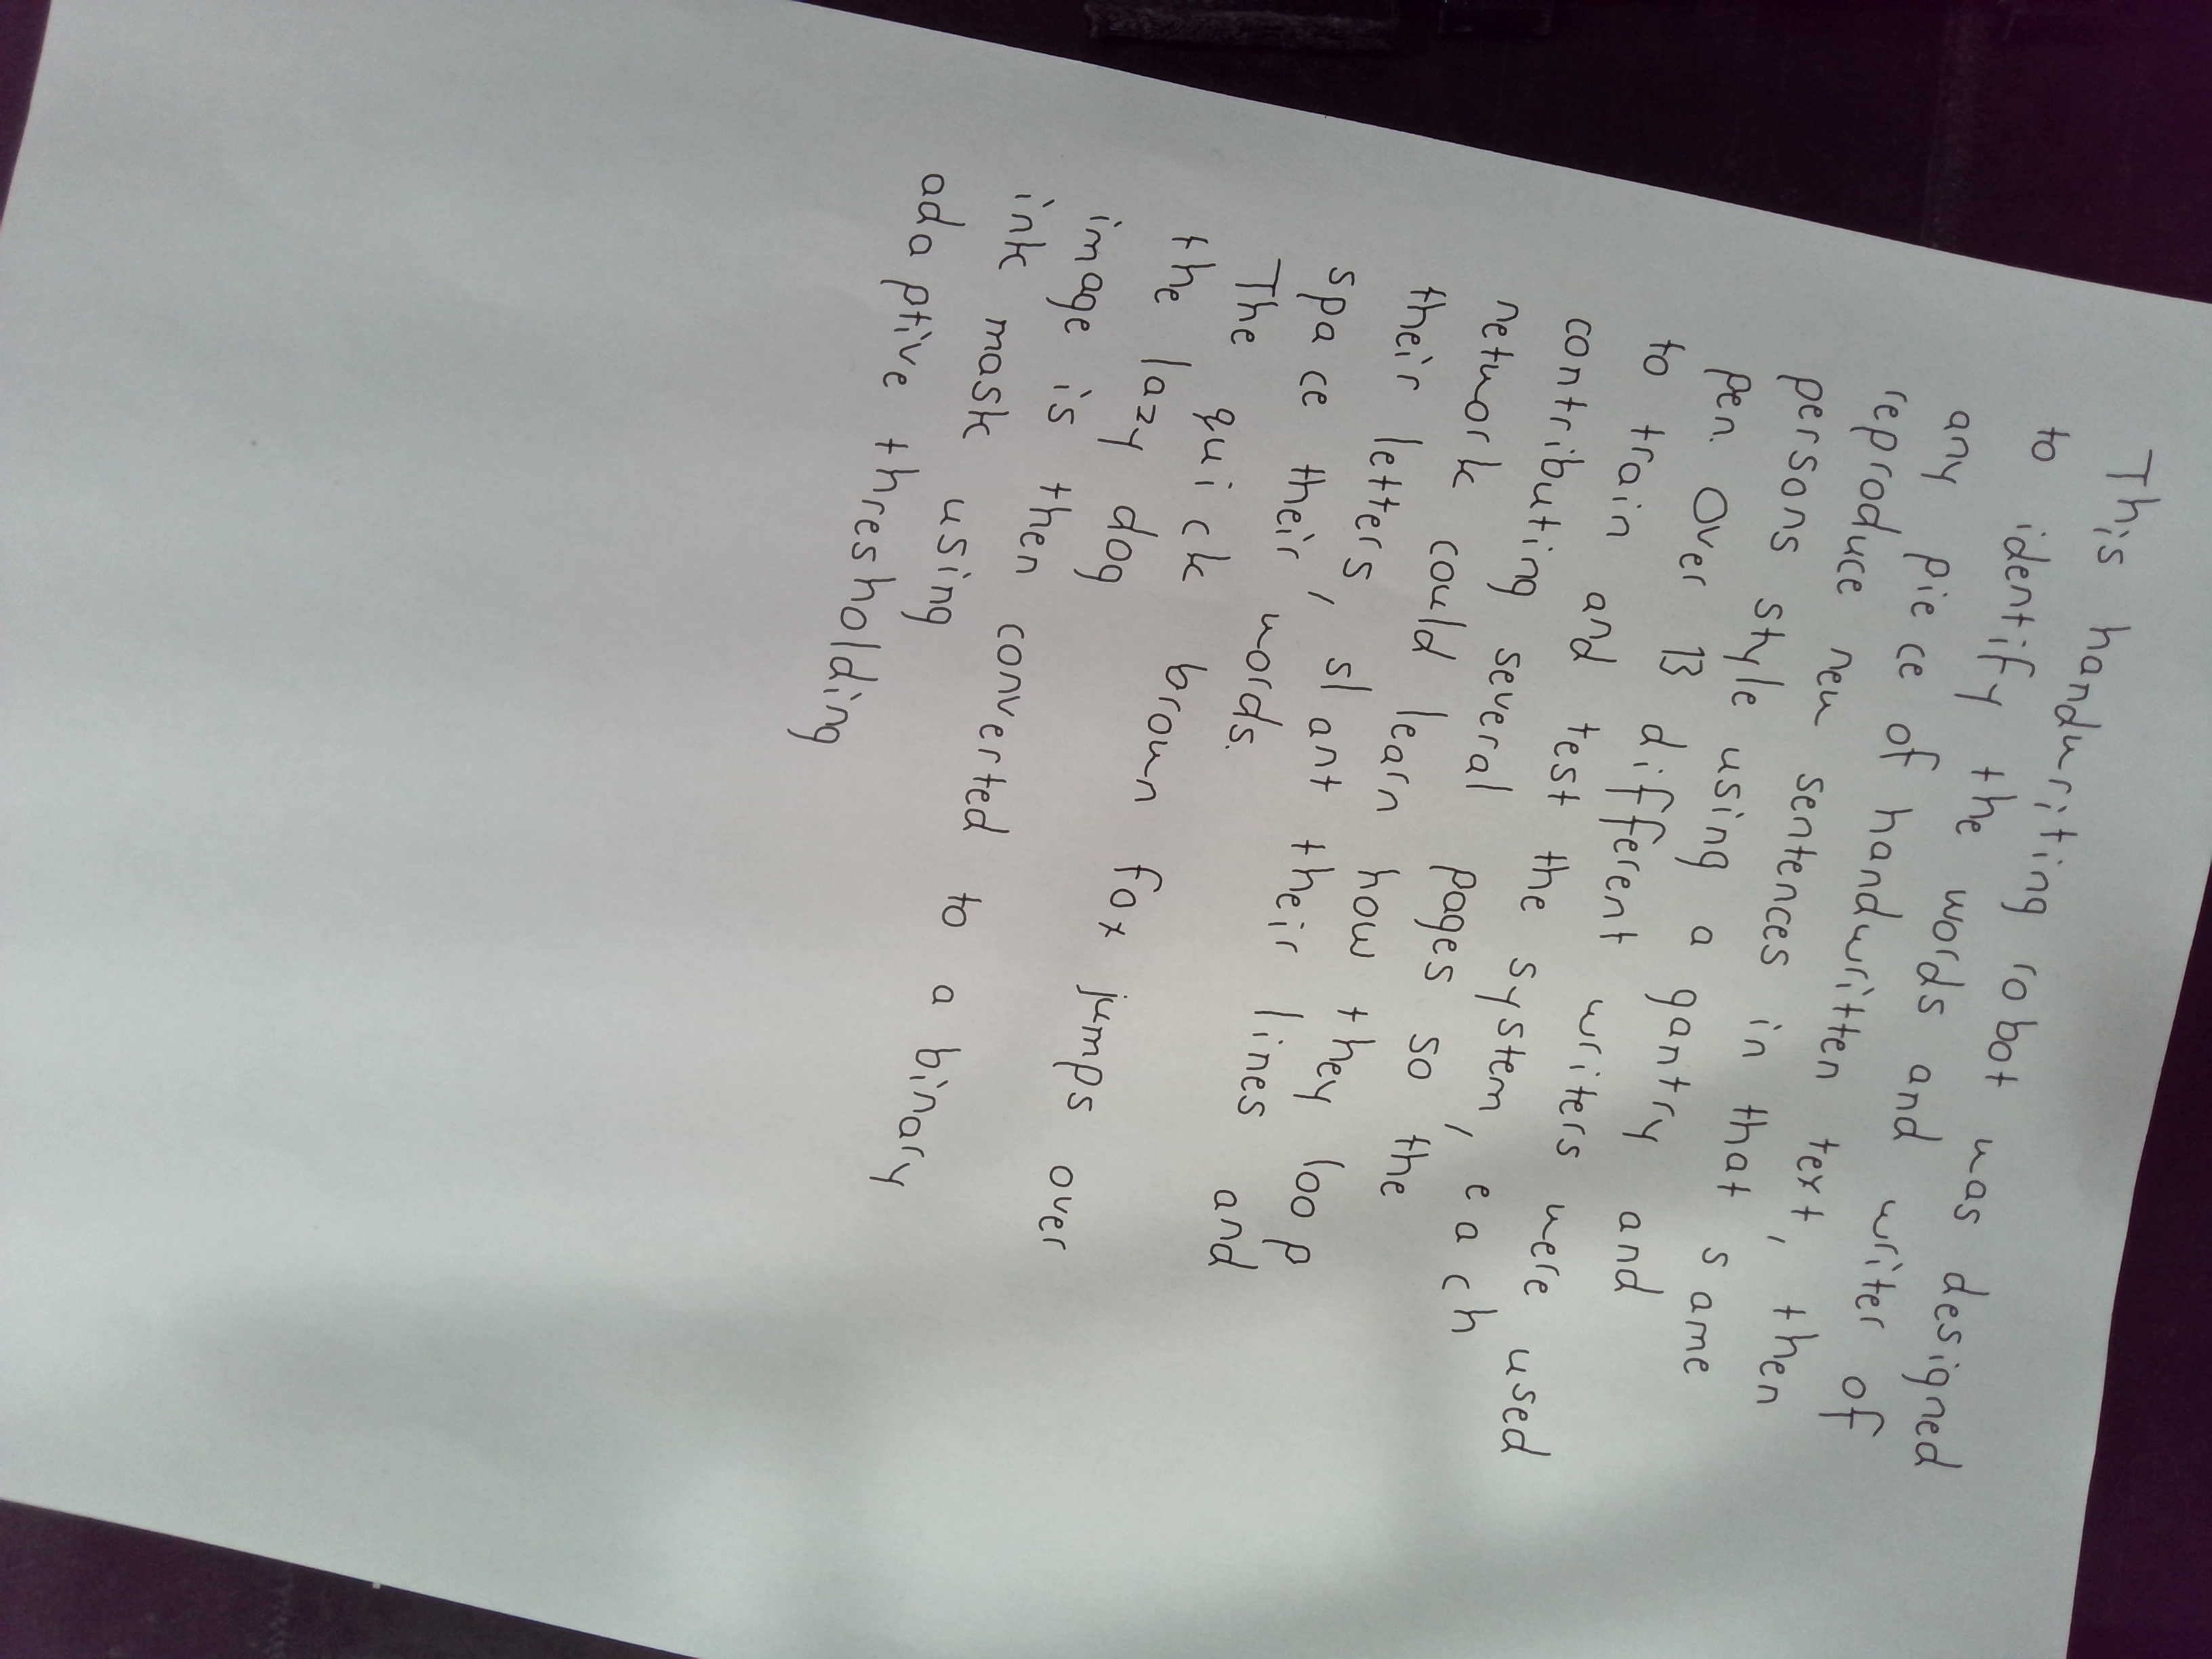 This handwriting robot was designed
to identify the words and writer of
any piece of handwritten text, then
reproduce new sentences in that same
persons style using a gantry and
pen. Over 13 different writers were used
to train and test the system, each
contributing several pages so the
network could learn how they loop
their letters, slant their lines and
space their words.
The quick brown fox jumps over
the lazy dog
image is then converted to a binary
ink mask using
adaptive thresholding